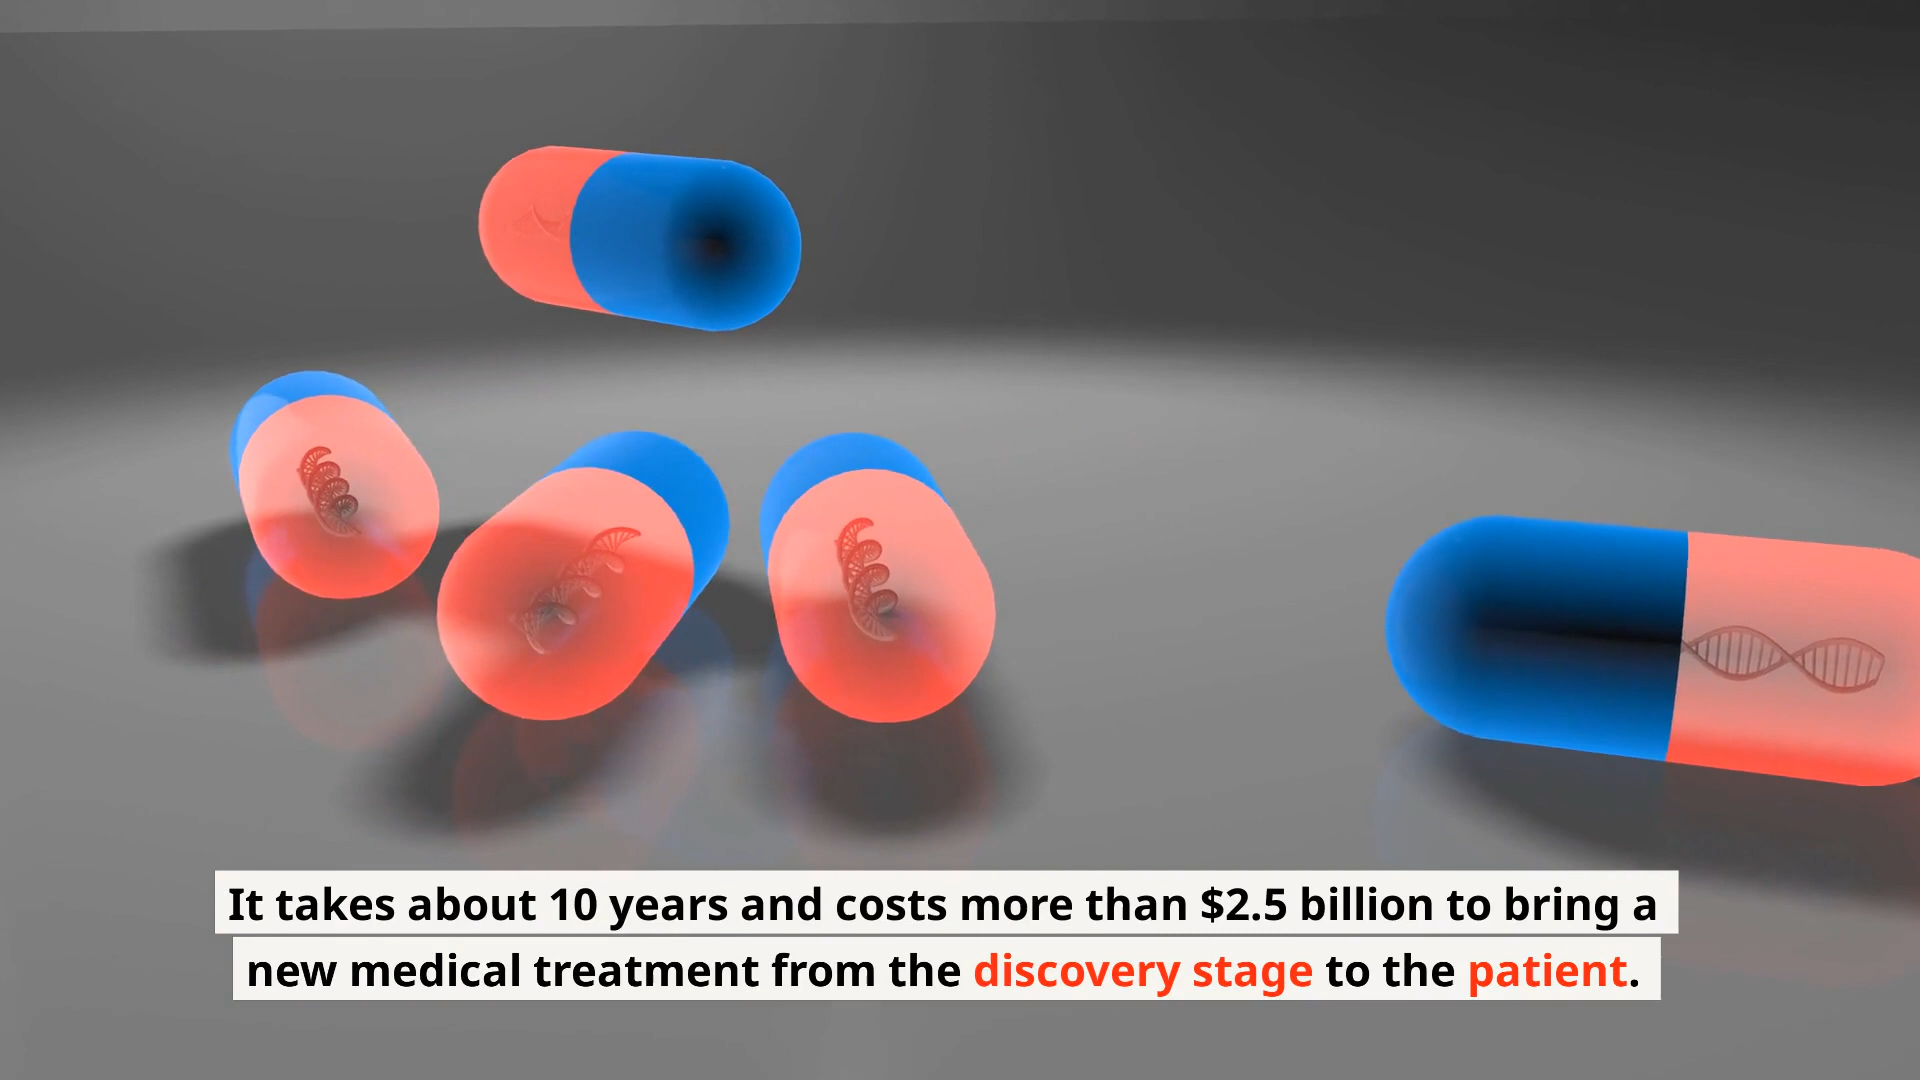 It takes about 10 years and costs more than $2.5 billion to bring a
new medical treatment from the discovery stage to the patient.